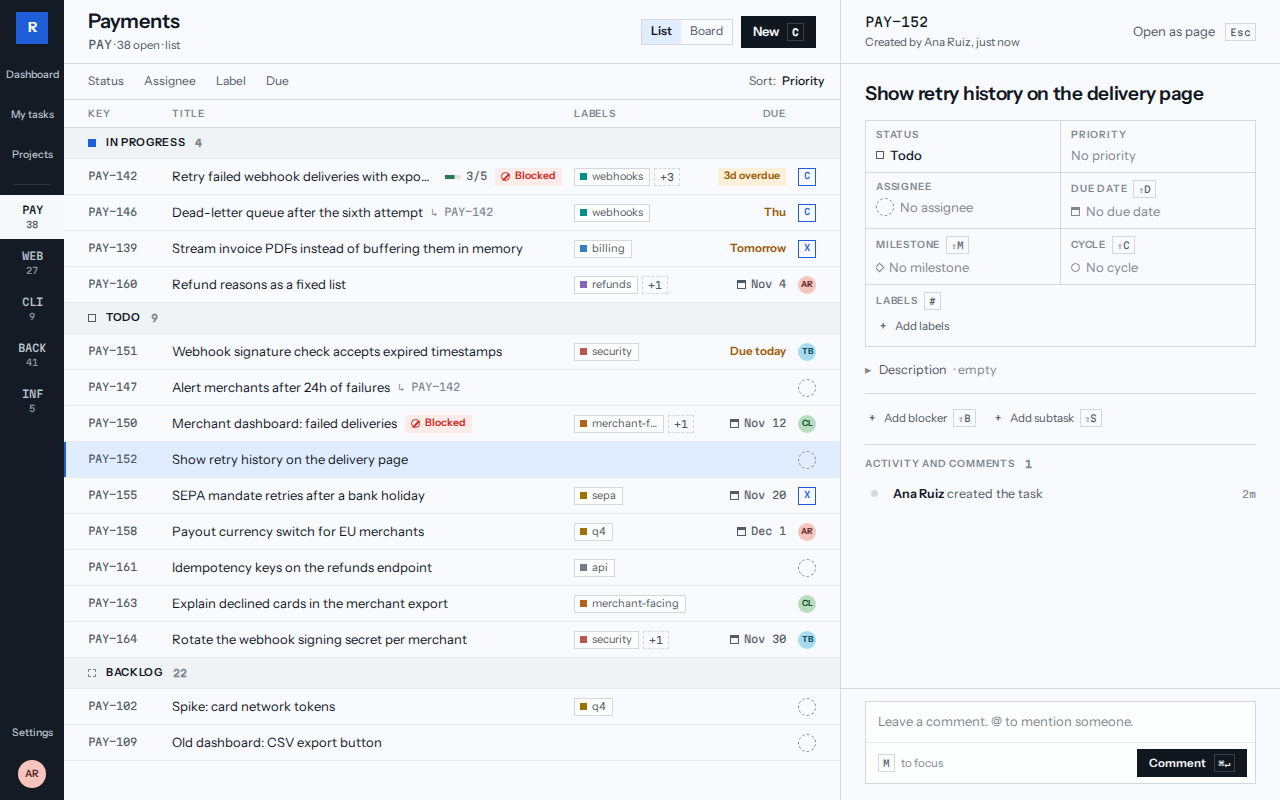 R
Dashboard
My tasks
Projects
PAY
38
WEB
27
CLI
9
BACK
41
INF
5
Settings
AR
Payments
PAY · 38 open · list
List Board
New C
Status Assignee Label Due
Sort: Priority
KEY TITLE LABELS DUE
IN PROGRESS 4
PAY-142 Retry failed webhook deliveries with expo… 3/5 Blocked webhooks +3 3d overdue C
PAY-146 Dead-letter queue after the sixth attempt ↳ PAY-142 webhooks Thu C
PAY-139 Stream invoice PDFs instead of buffering them in memory billing Tomorrow X
PAY-160 Refund reasons as a fixed list refunds +1 Nov 4 AR
TODO 9
PAY-151 Webhook signature check accepts expired timestamps security Due today TB
PAY-147 Alert merchants after 24h of failures ↳ PAY-142
PAY-150 Merchant dashboard: failed deliveries Blocked merchant-f… +1 Nov 12 CL
PAY-152 Show retry history on the delivery page
PAY-155 SEPA mandate retries after a bank holiday sepa Nov 20 X
PAY-158 Payout currency switch for EU merchants q4 Dec 1 AR
PAY-161 Idempotency keys on the refunds endpoint api
PAY-163 Explain declined cards in the merchant export merchant-facing CL
PAY-164 Rotate the webhook signing secret per merchant security +1 Nov 30 TB
BACKLOG 22
PAY-102 Spike: card network tokens q4
PAY-109 Old dashboard: CSV export button
PAY-152
Created by Ana Ruiz, just now
Open as page Esc
Show retry history on the delivery page
STATUS
Todo
PRIORITY
No priority
ASSIGNEE
No assignee
DUE DATE ⇧D
No due date
MILESTONE ⇧M
No milestone
CYCLE ⇧C
No cycle
LABELS #
+ Add labels
▸ Description · empty
+ Add blocker ⇧B + Add subtask ⇧S
ACTIVITY AND COMMENTS 1
Ana Ruiz created the task 2m
Leave a comment. @ to mention someone.
M to focus
Comment ⌘↵